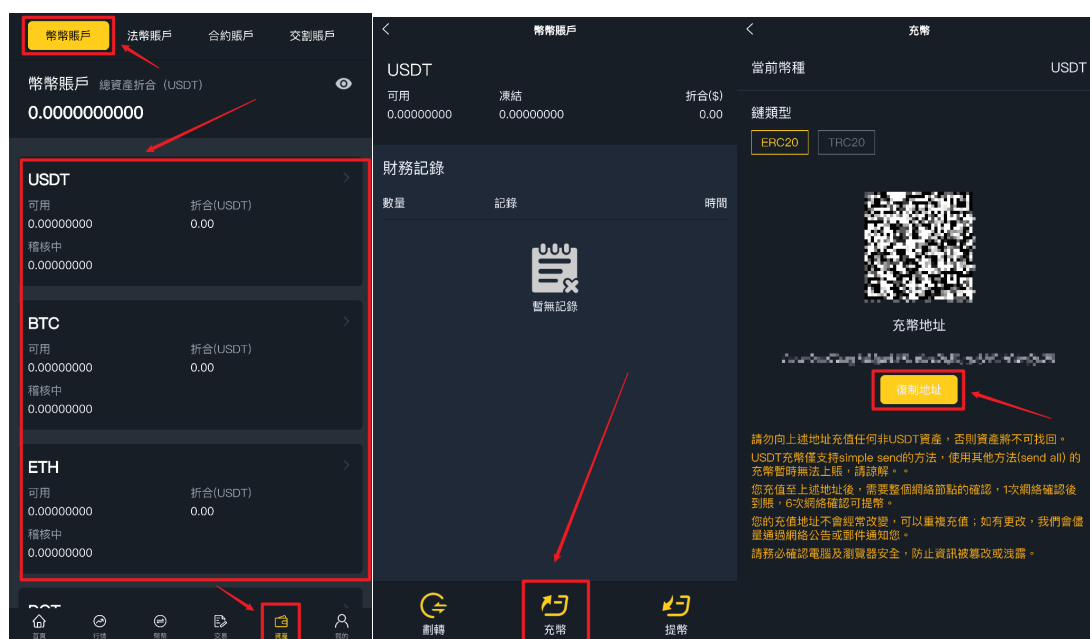 幣幣賬戶 法幣賬戶 合約賬戶 交割賬戶
幣幣賬戶 總資產折合（USDT）
0.0000000000
USDT
可用 折合(USDT)
0.00000000 0.00
稽核中
0.00000000
BTC
可用 折合(USDT)
0.00000000 0.00
稽核中
0.00000000
ETH
可用 折合(USDT)
0.00000000 0.00
稽核中
0.00000000
首頁 行情 幣幣 交易 資產 我的
幣幣賬戶
USDT
可用 凍結 折合($)
0.00000000 0.00000000 0.00
財務記錄
數量 記錄 時間
暫無記錄
劃轉 充幣 提幣
充幣
當前幣種 USDT
鏈類型
ERC20 TRC20
充幣地址
復制地址
請勿向上述地址充值任何非USDT資產，否則資產將不可找回。
USDT充幣僅支持simple send的方法，使用其他方法(send all) 的
充幣暫時無法上賬，請諒解。。
您充值至上述地址後，需要整個網絡節點的確認，1次網絡確認後
到賬，6次網絡確認可提幣。
您的充值地址不會經常改變，可以重複充值；如有更改，我們會儘
量通過網絡公告或郵件通知您。
請務必確認電腦及瀏覽器安全，防止資訊被篡改或洩露。